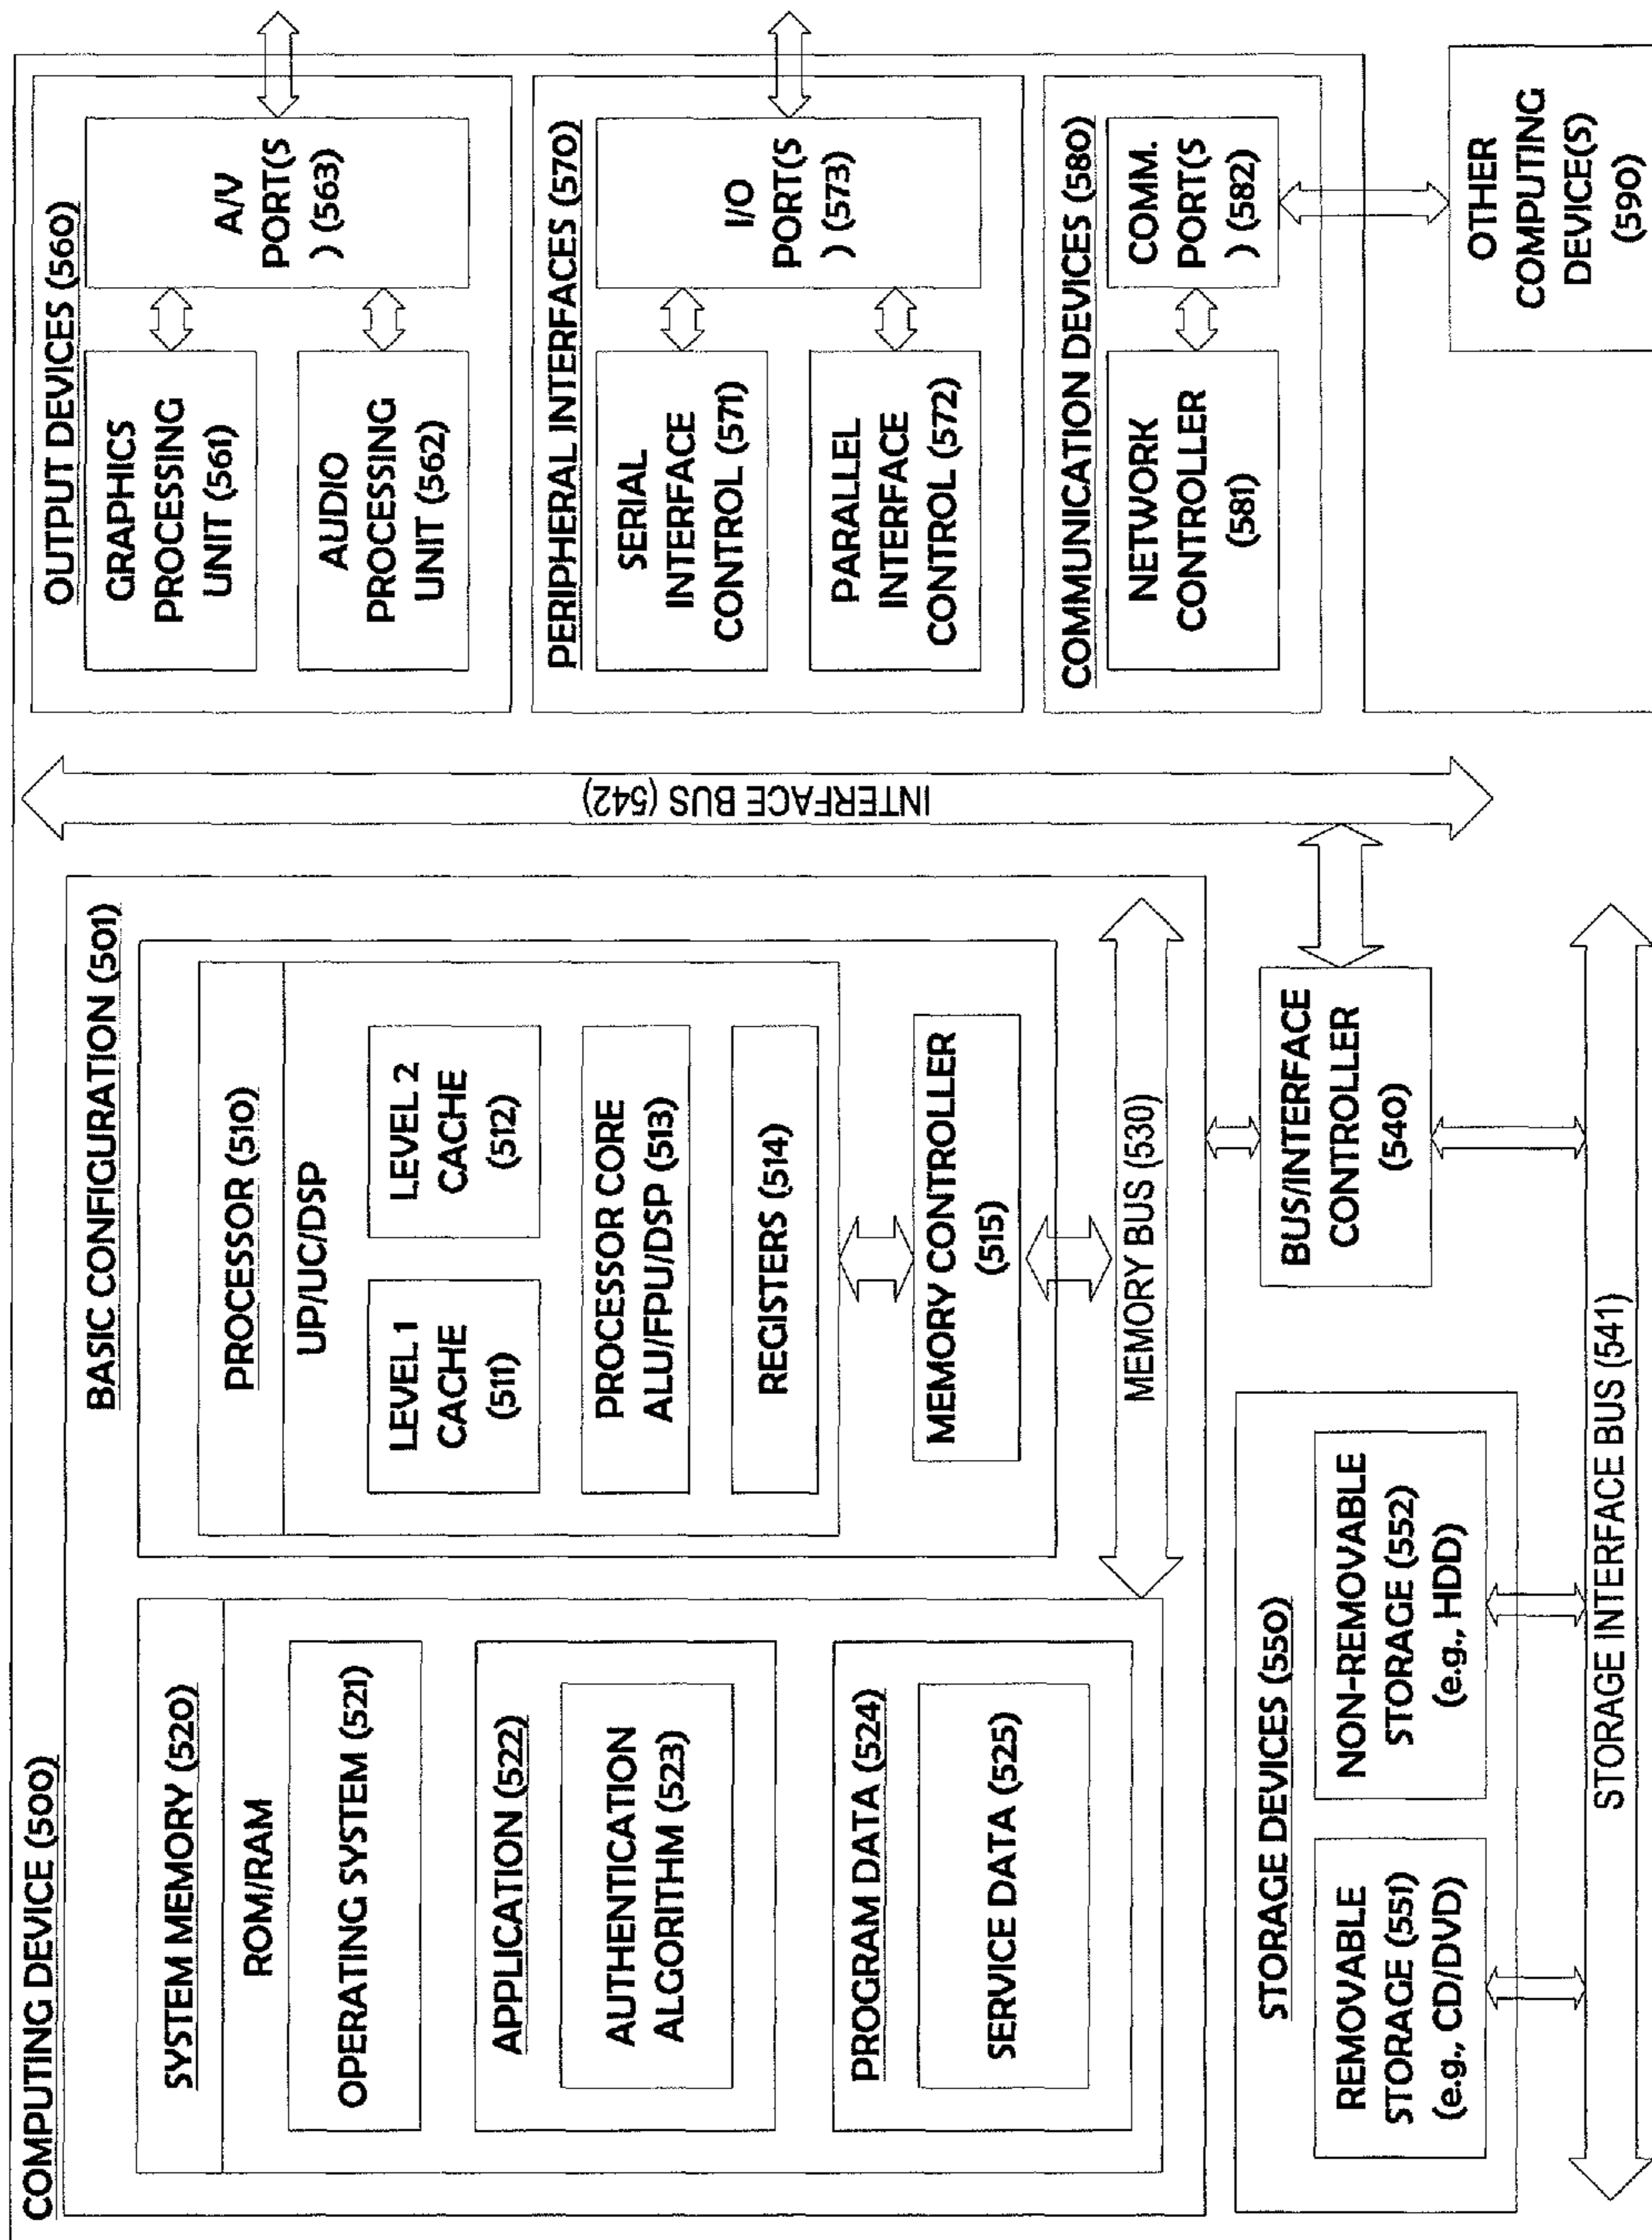 COMPUTING DEVICE (500)
BASIC CONFIGURATION (501)
SYSTEM MEMORY (520)
ROM/RAM
OPERATING SYSTEM (521)
APPLICATION (522)
AUTHENTICATION
ALGORITHM (523)
PROGRAM DATA (524)
SERVICE DATA (525)
PROCESSOR (510)
UP/UC/DSP
LEVEL 1
CACHE
(511)
LEVEL 2
CACHE
(512)
PROCESSOR CORE
ALU/FPU/DSP (513)
REGISTERS (514)
MEMORY CONTROLLER
(515)
MEMORY BUS (530)
BUS/INTERFACE
CONTROLLER
(540)
STORAGE DEVICES (550)
REMOVABLE
STORAGE (551)
(e.g., CD/DVD)
NON-REMOVABLE
STORAGE (552)
(e.g., HDD)
STORAGE INTERFACE BUS (541)
INTERFACE BUS (542)
OUTPUT DEVICES (560)
GRAPHICS
PROCESSING
UNIT (561)
AUDIO
PROCESSING
UNIT (562)
A/V
PORT(S
) (563)
PERIPHERAL INTERFACES (570)
SERIAL
INTERFACE
CONTROL (571)
PARALLEL
INTERFACE
CONTROL (572)
I/O
PORT(S
) (573)
COMMUNICATION DEVICES (580)
NETWORK
CONTROLLER
(581)
COMM.
PORT(S
) (582)
OTHER
COMPUTING
DEVICE(S)
(590)